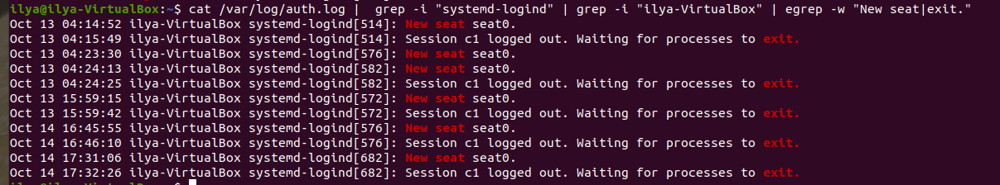 ilya@ilya-VirtualBox:~$ cat /var/log/auth.log |  grep -i "systemd-logind" | grep -i "ilya-VirtualBox" | egrep -w "New seat|exit."
Oct 13 04:14:52 ilya-VirtualBox systemd-logind[514]: New seat seat0.
Oct 13 04:15:49 ilya-VirtualBox systemd-logind[514]: Session c1 logged out. Waiting for processes to exit.
Oct 13 04:23:30 ilya-VirtualBox systemd-logind[576]: New seat seat0.
Oct 13 04:24:13 ilya-VirtualBox systemd-logind[582]: New seat seat0.
Oct 13 04:24:25 ilya-VirtualBox systemd-logind[582]: Session c1 logged out. Waiting for processes to exit.
Oct 13 15:59:15 ilya-VirtualBox systemd-logind[572]: New seat seat0.
Oct 13 15:59:42 ilya-VirtualBox systemd-logind[572]: Session c1 logged out. Waiting for processes to exit.
Oct 14 16:45:55 ilya-VirtualBox systemd-logind[576]: New seat seat0.
Oct 14 16:46:10 ilya-VirtualBox systemd-logind[576]: Session c1 logged out. Waiting for processes to exit.
Oct 14 17:31:06 ilya-VirtualBox systemd-logind[682]: New seat seat0.
Oct 14 17:32:26 ilya-VirtualBox systemd-logind[682]: Session c1 logged out. Waiting for processes to exit.